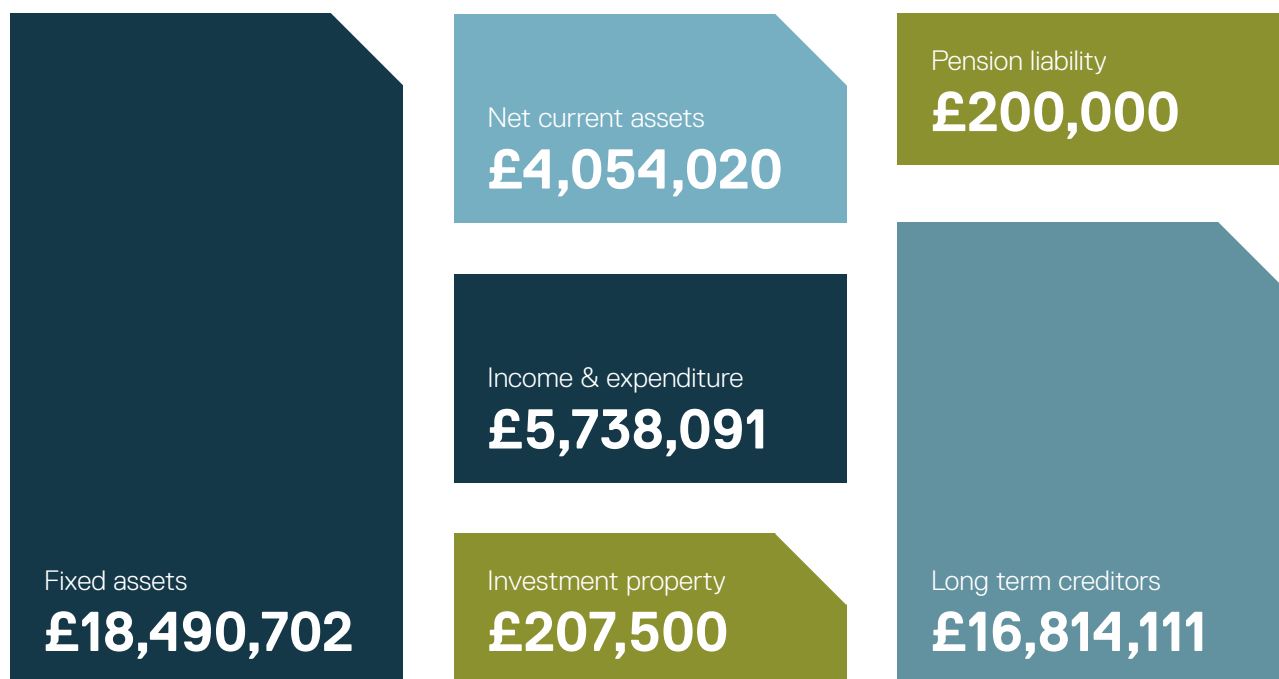 Fixed assets
£18,490,702
Net current assets
£4,054,020
Income & expenditure
£5,738,091
Investment property
£207,500
Pension liability
£200,000
Long term creditors
£16,814,111